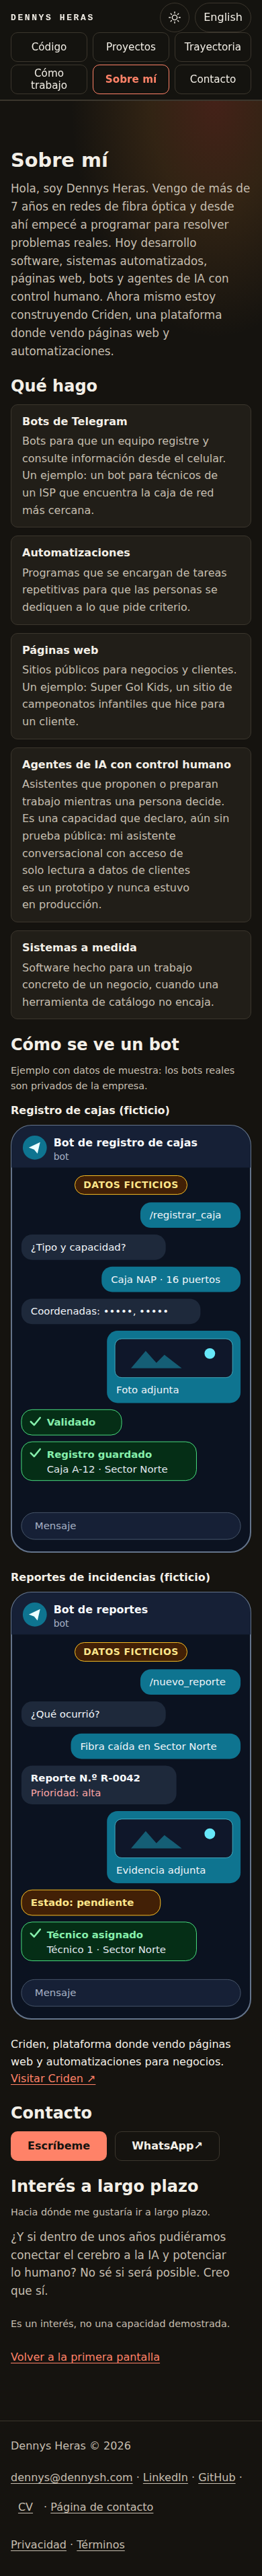 DENNYS HERAS
English
Código
Proyectos
Trayectoria
Cómo
trabajo
Sobre mí
Contacto
Sobre mí
Hola, soy Dennys Heras. Vengo de más de
7 años en redes de fibra óptica y desde
ahí empecé a programar para resolver
problemas reales. Hoy desarrollo
software, sistemas automatizados,
páginas web, bots y agentes de IA con
control humano. Ahora mismo estoy
construyendo Criden, una plataforma
donde vendo páginas web y
automatizaciones.
Qué hago
Bots de Telegram
Bots para que un equipo registre y
consulte información desde el celular.
Un ejemplo: un bot para técnicos de
un ISP que encuentra la caja de red
más cercana.
Automatizaciones
Programas que se encargan de tareas
repetitivas para que las personas se
dediquen a lo que pide criterio.
Páginas web
Sitios públicos para negocios y clientes.
Un ejemplo: Super Gol Kids, un sitio de
campeonatos infantiles que hice para
un cliente.
Agentes de IA con control humano
Asistentes que proponen o preparan
trabajo mientras una persona decide.
Es una capacidad que declaro, aún sin
prueba pública: mi asistente
conversacional con acceso de
solo lectura a datos de clientes
es un prototipo y nunca estuvo
en producción.
Sistemas a medida
Software hecho para un trabajo
concreto de un negocio, cuando una
herramienta de catálogo no encaja.
Cómo se ve un bot
Ejemplo con datos de muestra: los bots reales
son privados de la empresa.
Registro de cajas (ficticio)
Bot de registro de cajas
bot
DATOS FICTICIOS
/registrar_caja
¿Tipo y capacidad?
Caja NAP · 16 puertos
Coordenadas: •••••, •••••
Foto adjunta
Validado
Registro guardado
Caja A-12 · Sector Norte
Mensaje
Reportes de incidencias (ficticio)
Bot de reportes
bot
DATOS FICTICIOS
/nuevo_reporte
¿Qué ocurrió?
Fibra caída en Sector Norte
Reporte N.º R-0042
Prioridad: alta
Evidencia adjunta
Estado: pendiente
Técnico asignado
Técnico 1 · Sector Norte
Mensaje
Criden, plataforma donde vendo páginas
web y automatizaciones para negocios.
Visitar Criden ↗
Contacto
Escríbeme
WhatsApp↗
Interés a largo plazo
Hacia dónde me gustaría ir a largo plazo.
¿Y si dentro de unos años pudiéramos
conectar el cerebro a la IA y potenciar
lo humano? No sé si será posible. Creo
que sí.
Es un interés, no una capacidad demostrada.
Volver a la primera pantalla
Dennys Heras © 2026
dennys@dennysh.com · LinkedIn · GitHub ·
CV · Página de contacto
Privacidad · Términos